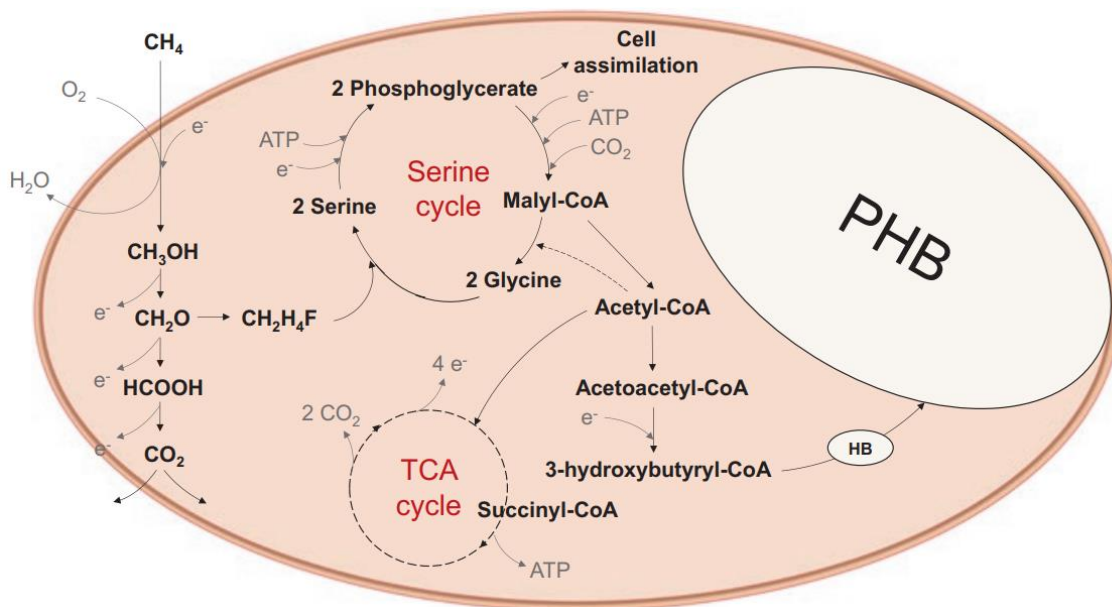 CH₄
O₂
e⁻
H₂O
CH₃OH
e⁻
CH₂O
CH₂H₄F
e⁻
HCOOH
e⁻
CO₂
Cell
assimilation
2 Phosphoglycerate
e⁻
ATP
CO₂
ATP
e⁻
Serine
cycle
2 Serine
Malyl-CoA
2 Glycine
Acetyl-CoA
Acetoacetyl-CoA
e⁻
3-hydroxybutyryl-CoA
HB
PHB
4 e⁻
2 CO₂
TCA
cycle
Succinyl-CoA
ATP